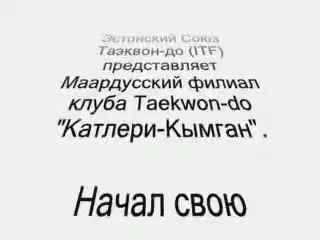 Эстонский Союз
Таэквон-до (ITF)
представляет
Маардусский филиал
клуба Taekwon-do
"Катлери-Кымган" .
Начал свою